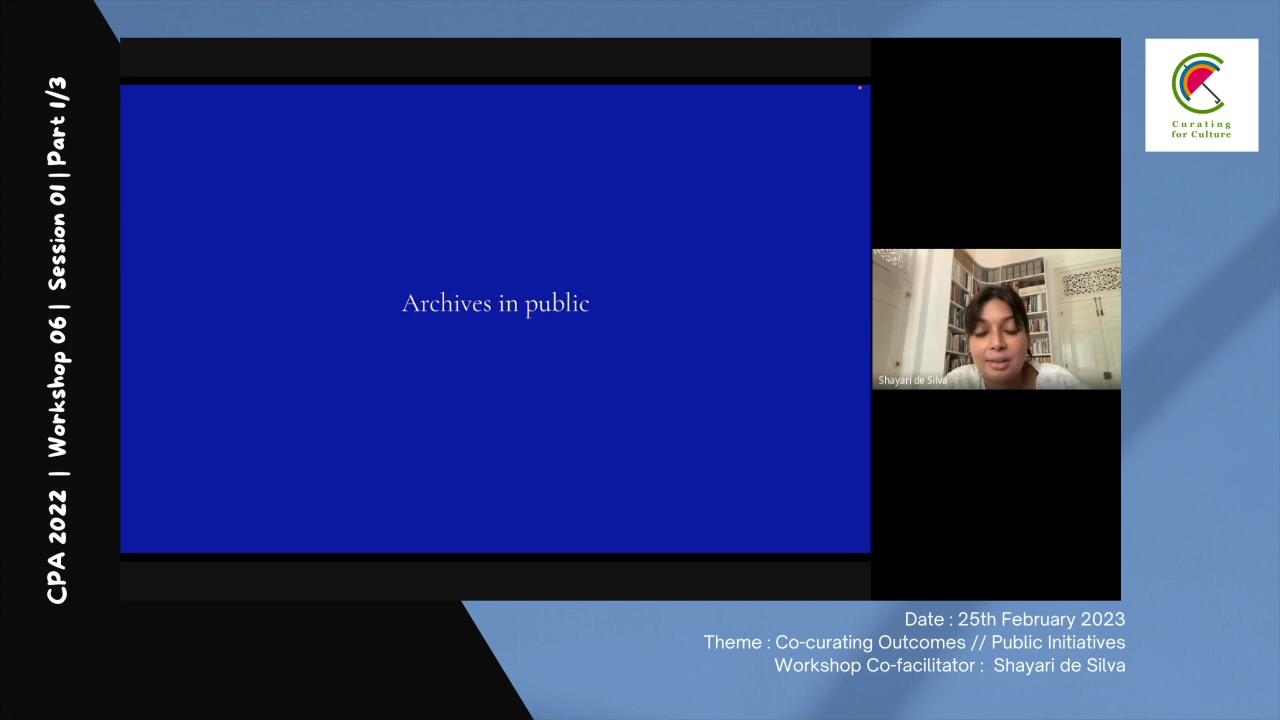 CPA 2022 | Workshop 06 | Session 01 | Part 1/3
Archives in public
Shayari de Silva
Curating
for Culture
Date : 25th February 2023
Theme : Co-curating Outcomes // Public Initiatives
Workshop Co-facilitator : Shayari de Silva